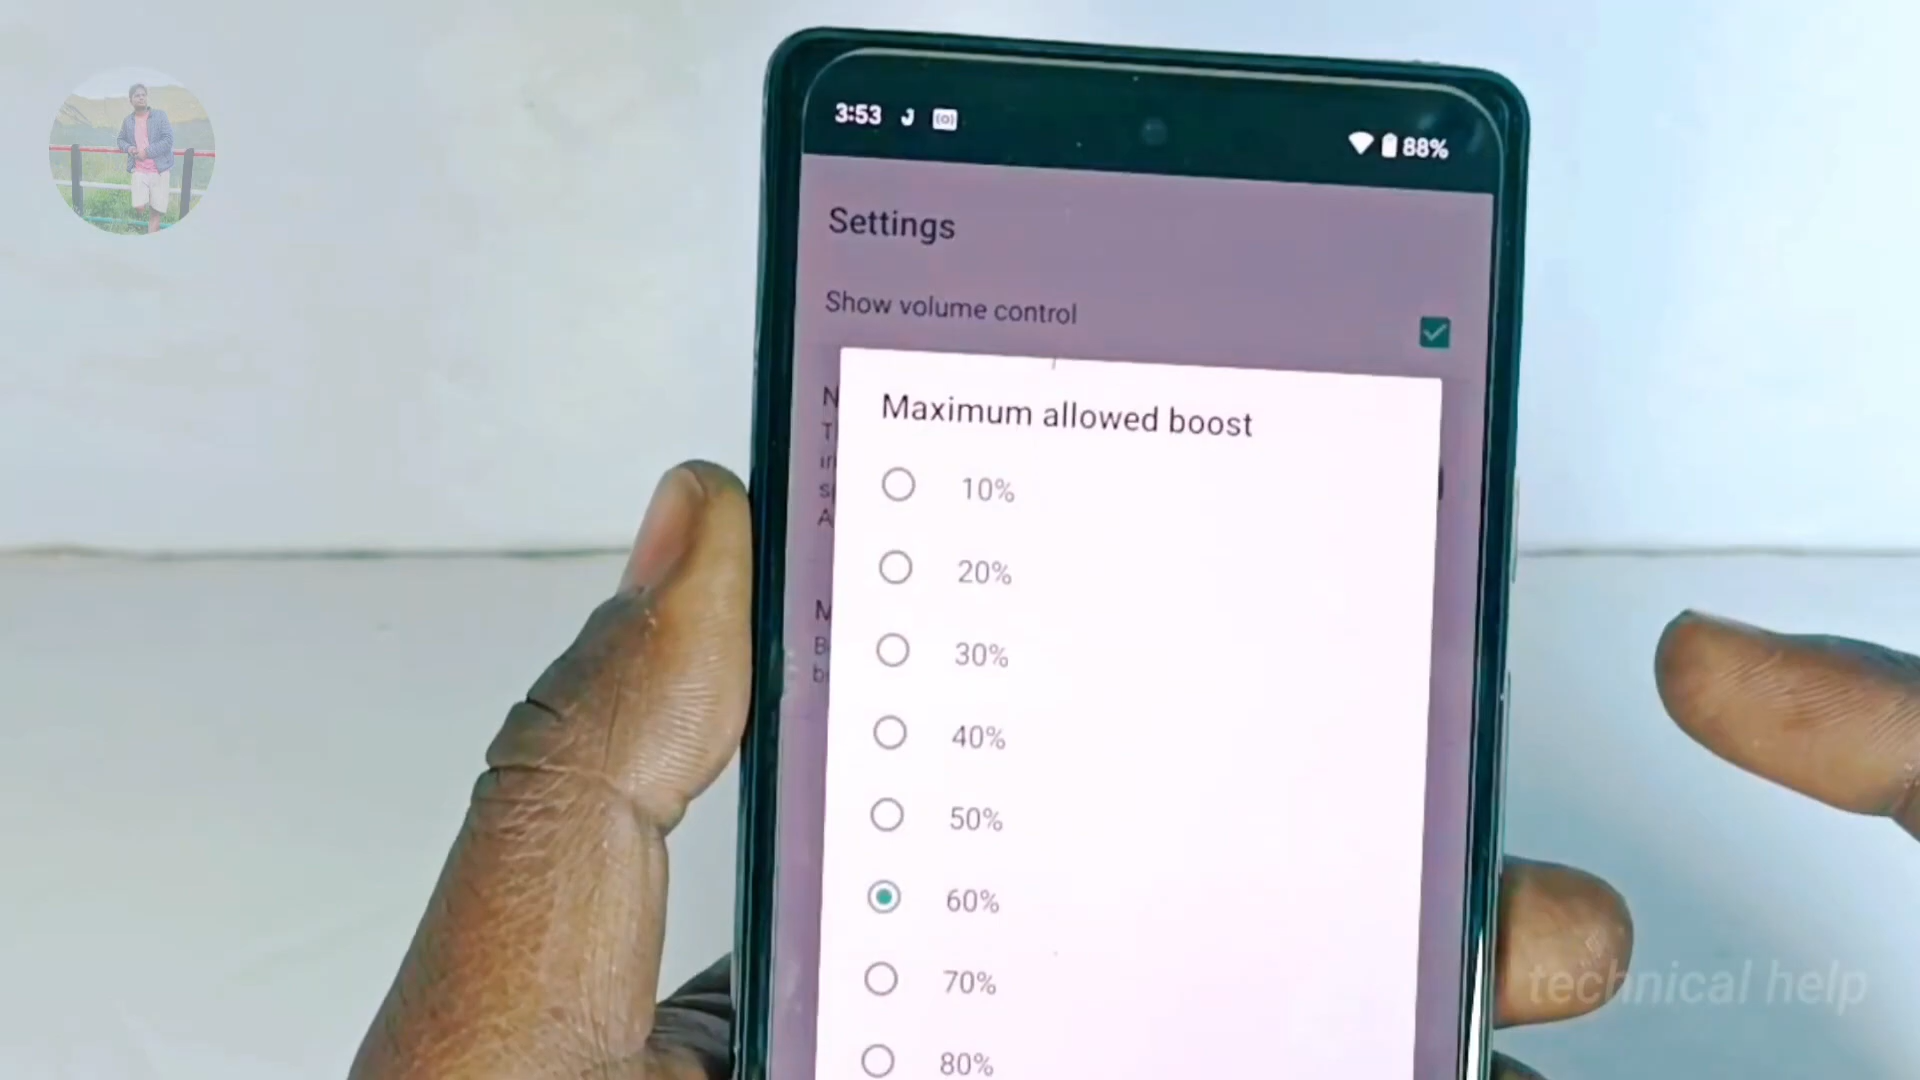 3:53
88%
Settings
Show volume control
Maximum allowed boost
10%
20%
30%
40%
50%
60%
70%
80%
technical help